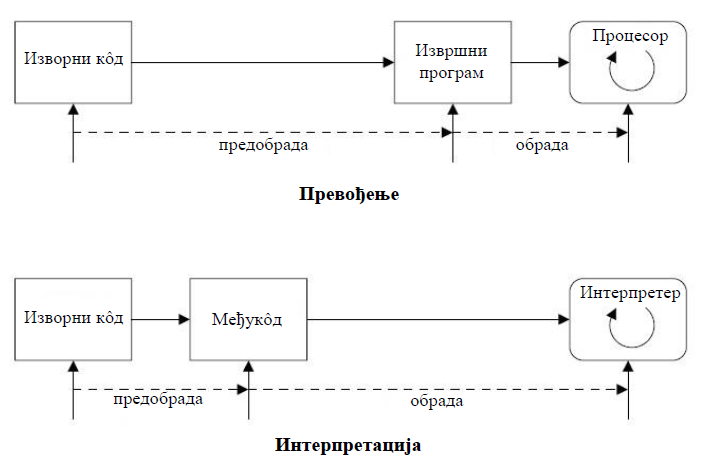 Изворни кôд
Извршни
програм
Процесор
предобрада
обрада
Превођење
Изворни кôд
Међукôд
Интерпретер
предобрада
обрада
Интерпретација